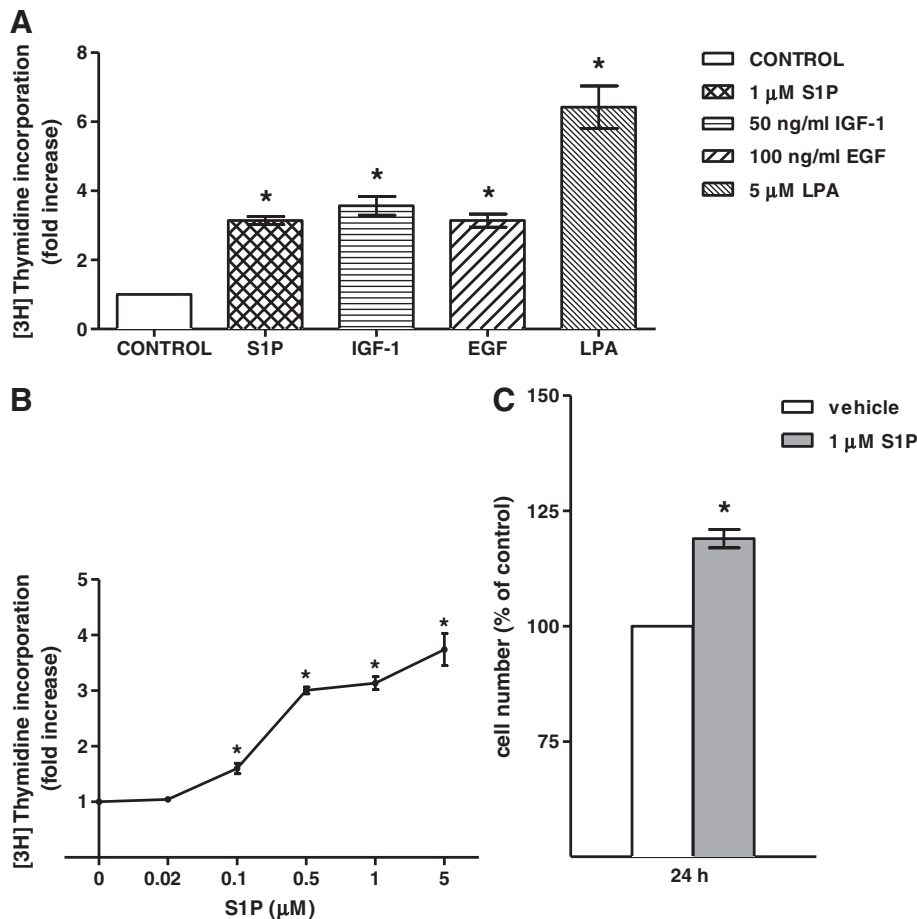 A
[3H] Thymidine incorporation
(fold increase)
8
6
4
2
0
*
*
*
*
CONTROL
S1P
IGF-1
EGF
LPA
CONTROL
1 μM S1P
50 ng/ml IGF-1
100 ng/ml EGF
5 μM LPA
B
[3H] Thymidine incorporation
(fold increase)
5
4
3
2
1
*
*
*
*
0
0.02
0.1
0.5
1
5
S1P (μM)
C
cell number (% of control)
150
125
100
75
*
24 h
vehicle
1 μM S1P